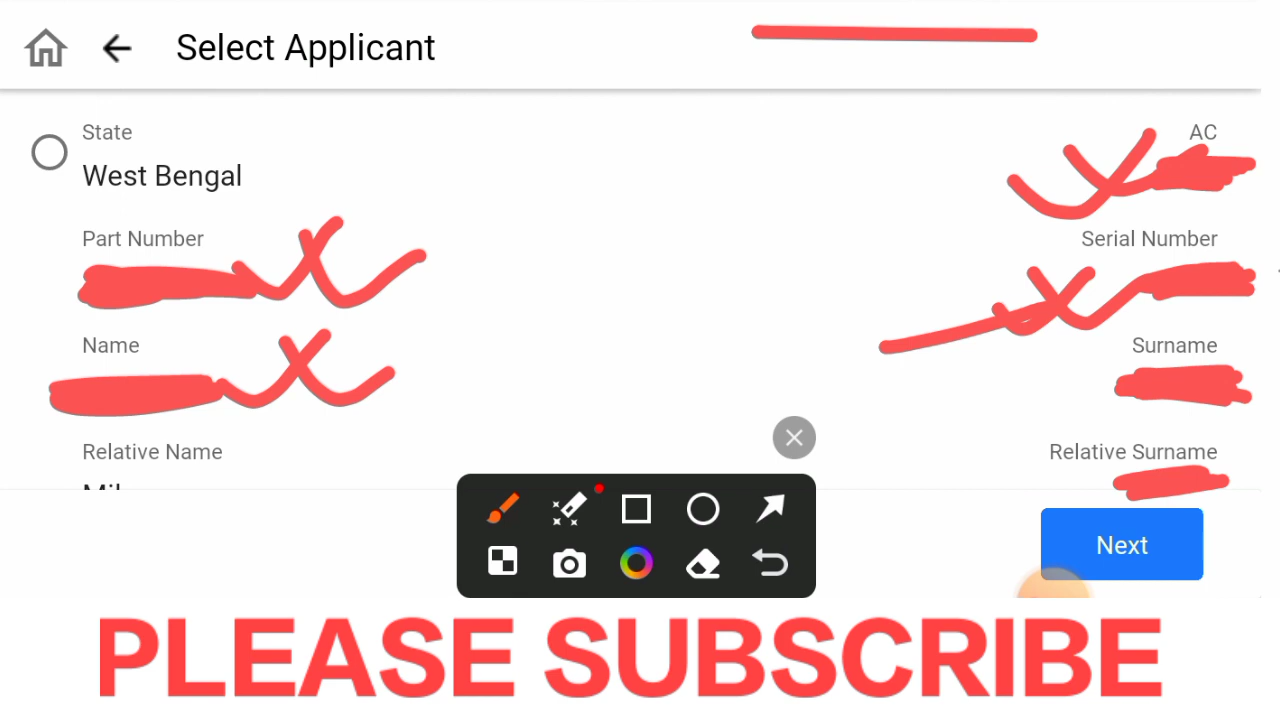 Select Applicant
State
AC
West Bengal
Part Number
Serial Number
Name
Surname
Relative Name
Relative Surname
Next
PLEASE SUBSCRIBE